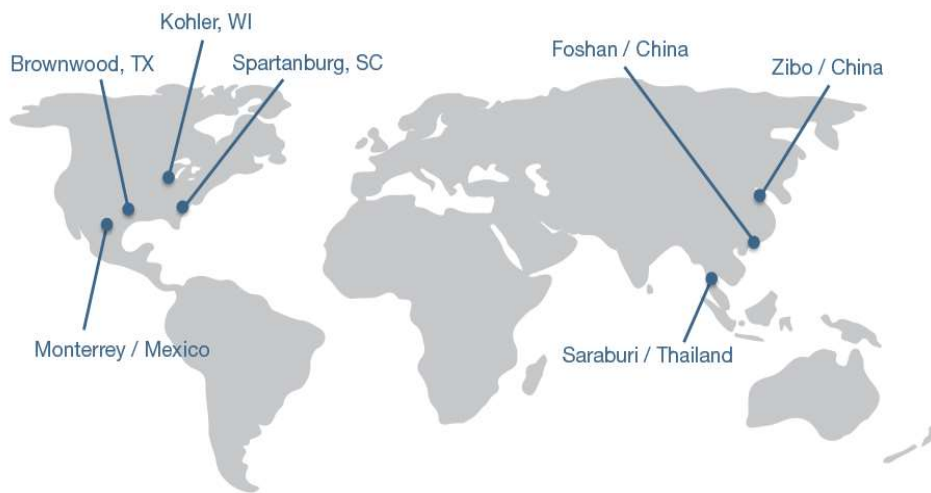 Kohler, WI
Brownwood, TX
Spartanburg, SC
Foshan / China
Zibo / China
Monterrey / Mexico
Saraburi / Thailand